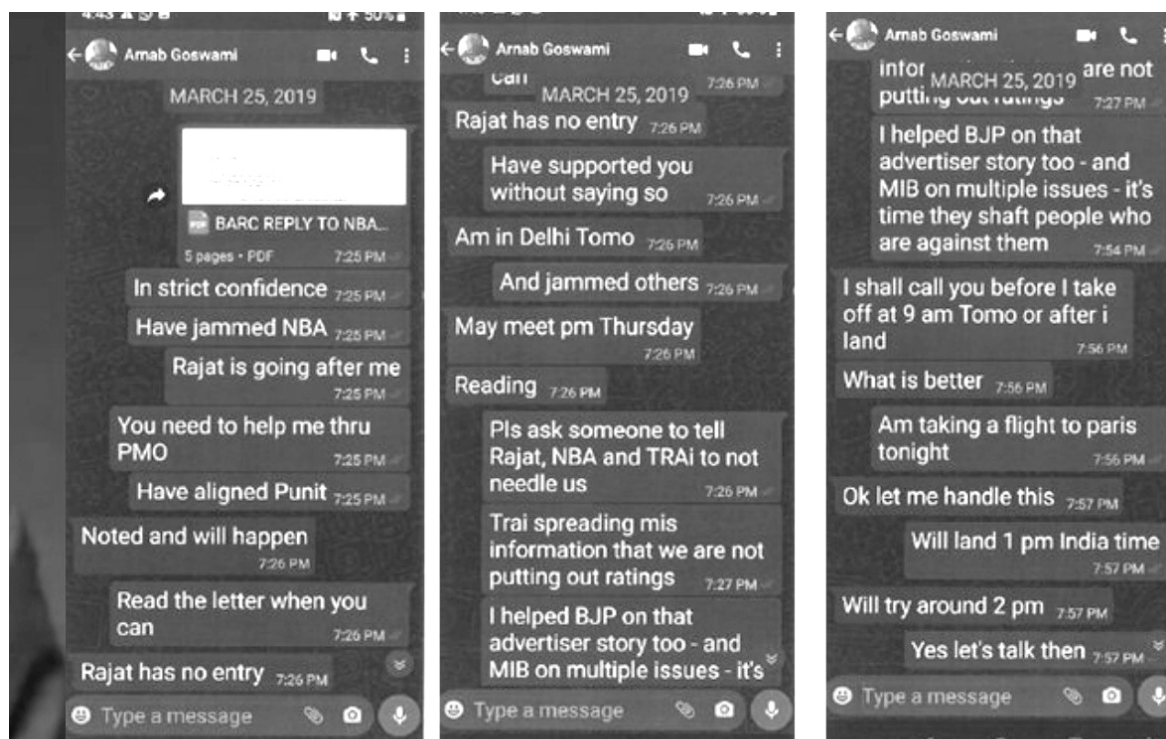 4:43
50%
Arnab Goswami
MARCH 25, 2019
PDF
BARC REPLY TO NBA...
5 pages • PDF 7:25 PM
In strict confidence 7:25 PM
Have jammed NBA 7:25 PM
Rajat is going after me
7:25 PM
You need to help me thru
PMO 7:25 PM
Have aligned Punit 7:25 PM
Noted and will happen
7:26 PM
Read the letter when you
can 7:26 PM
Rajat has no entry 7:26 PM
Type a message
Arnab Goswami
can 7:26 PM
MARCH 25, 2019
Rajat has no entry 7:26 PM
Have supported you
without saying so 7:26 PM
Am in Delhi Tomo 7:26 PM
And jammed others 7:26 PM
May meet pm Thursday
7:26 PM
Reading 7:26 PM
Pls ask someone to tell
Rajat, NBA and TRAi to not
needle us 7:26 PM
Trai spreading mis
information that we are not
putting out ratings 7:27 PM
I helped BJP on that
advertiser story too - and
MIB on multiple issues - it's
Type a message
Arnab Goswami
infor are not
MARCH 25, 2019
putting out ratings 7:27 PM
I helped BJP on that
advertiser story too - and
MIB on multiple issues - it's
time they shaft people who
are against them 7:54 PM
I shall call you before I take
off at 9 am Tomo or after i
land 7:56 PM
What is better 7:56 PM
Am taking a flight to paris
tonight 7:56 PM
Ok let me handle this 7:57 PM
Will land 1 pm India time
7:57 PM
Will try around 2 pm 7:57 PM
Yes let's talk then 7:57 PM
Type a message